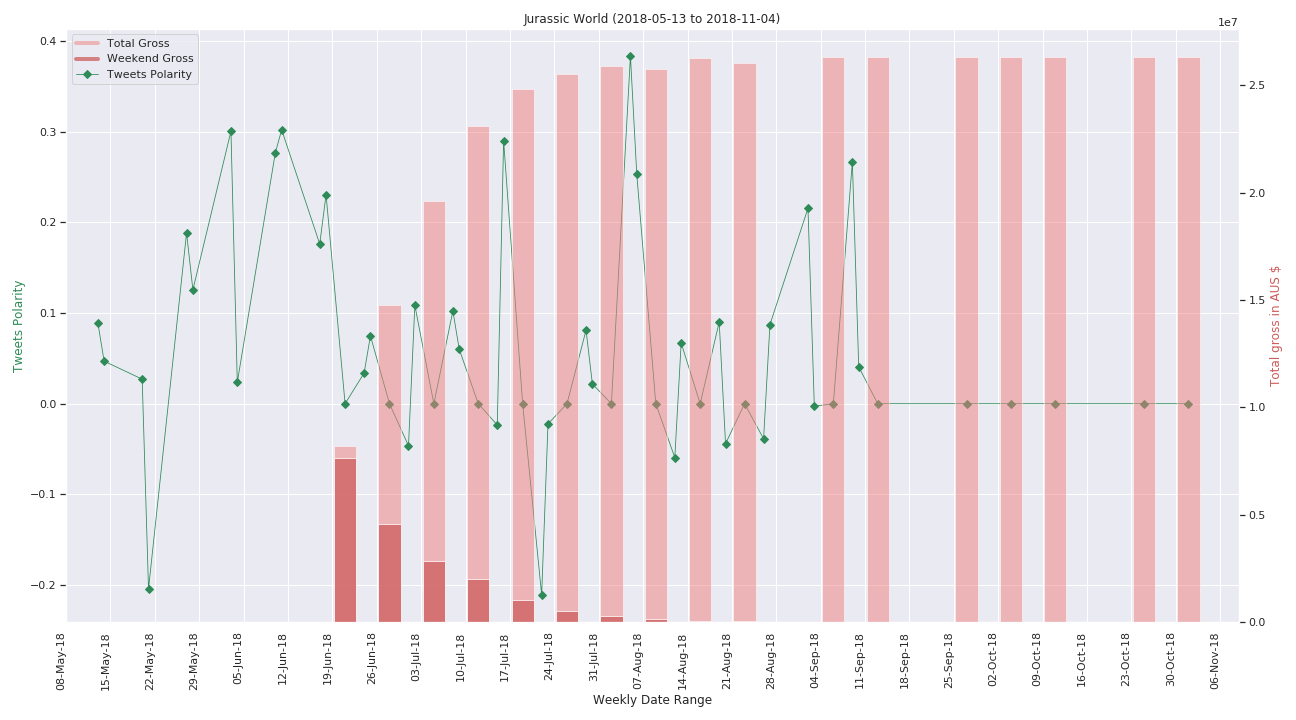 Jurassic World (2018-05-13 to 2018-11-04)
1e7
Total Gross
Weekend Gross
Tweets Polarity
0.4
0.3
0.2
0.1
0.0
−0.1
−0.2
Tweets Polarity
2.5
2.0
1.5
1.0
0.5
0.0
Total gross in AUS $
08-May-18
15-May-18
22-May-18
29-May-18
05-Jun-18
12-Jun-18
19-Jun-18
26-Jun-18
03-Jul-18
10-Jul-18
17-Jul-18
24-Jul-18
31-Jul-18
07-Aug-18
14-Aug-18
21-Aug-18
28-Aug-18
04-Sep-18
11-Sep-18
18-Sep-18
25-Sep-18
02-Oct-18
09-Oct-18
16-Oct-18
23-Oct-18
30-Oct-18
06-Nov-18
Weekly Date Range